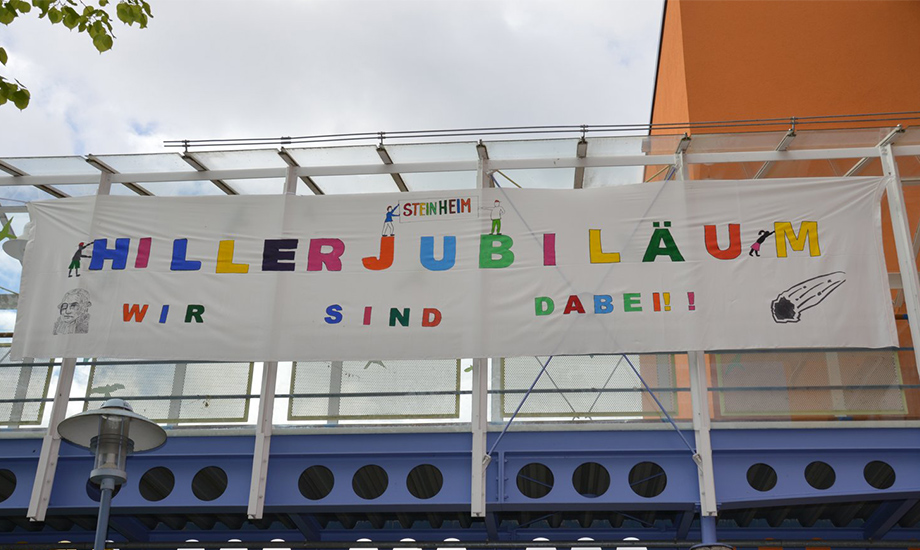 STEINHEIM
HILLERJUBILÄUM
WIR SIND DABEI!!!